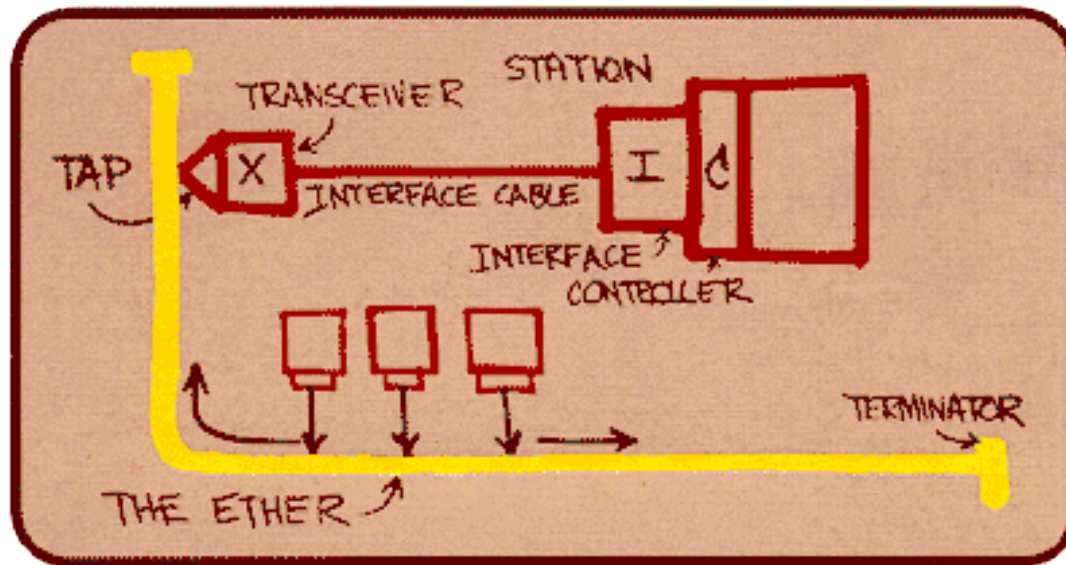 STATION
TRANSCEIVER
TAP
X
I
C
INTERFACE CABLE
INTERFACE
CONTROLLER
TERMINATOR
THE ETHER